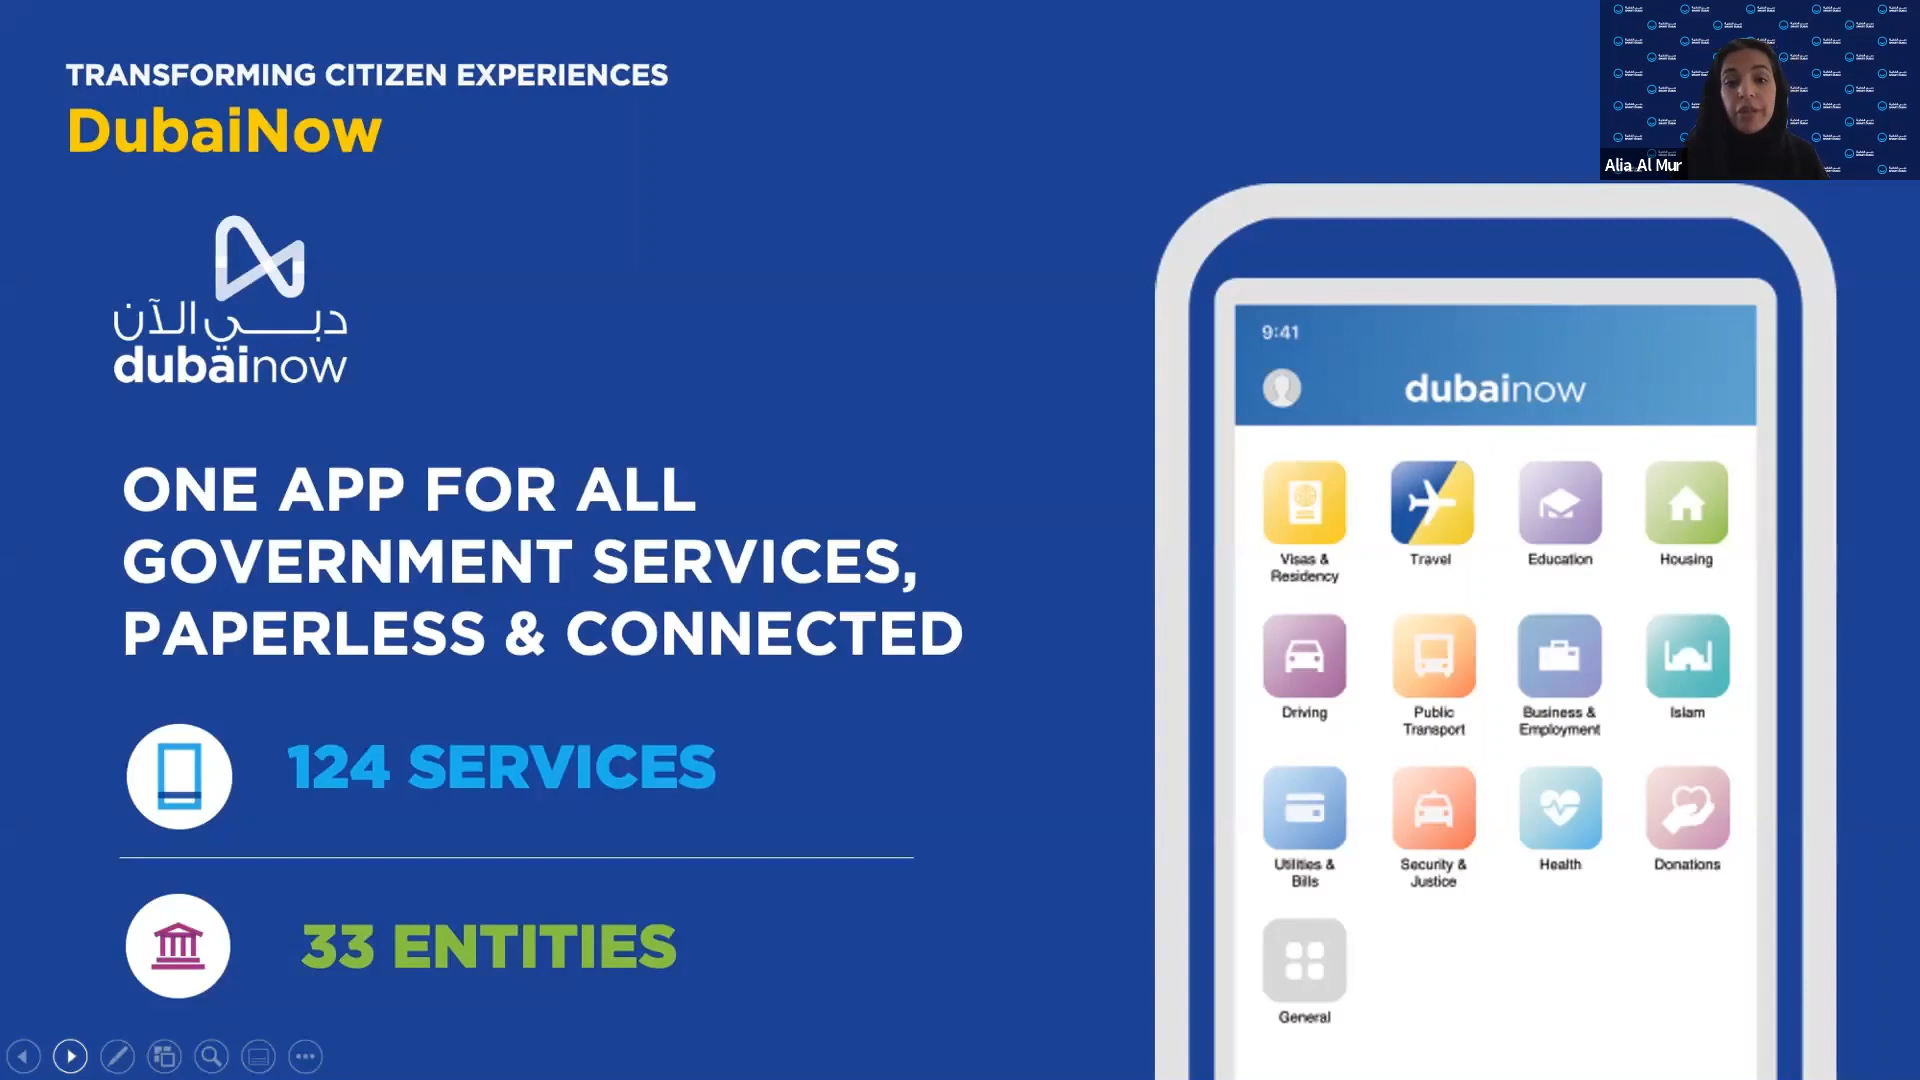 TRANSFORMING CITIZEN EXPERIENCES
DubaiNow
دبي الآن
dubainow
ONE APP FOR ALL
GOVERNMENT SERVICES,
PAPERLESS & CONNECTED
124 SERVICES
33 ENTITIES
Alia Al Mur
9:41
dubainow
Visas &
Residency
Travel
Education
Housing
Driving
Public
Transport
Business &
Employment
Islam
Utilities &
Bills
Security &
Justice
Health
Donations
General